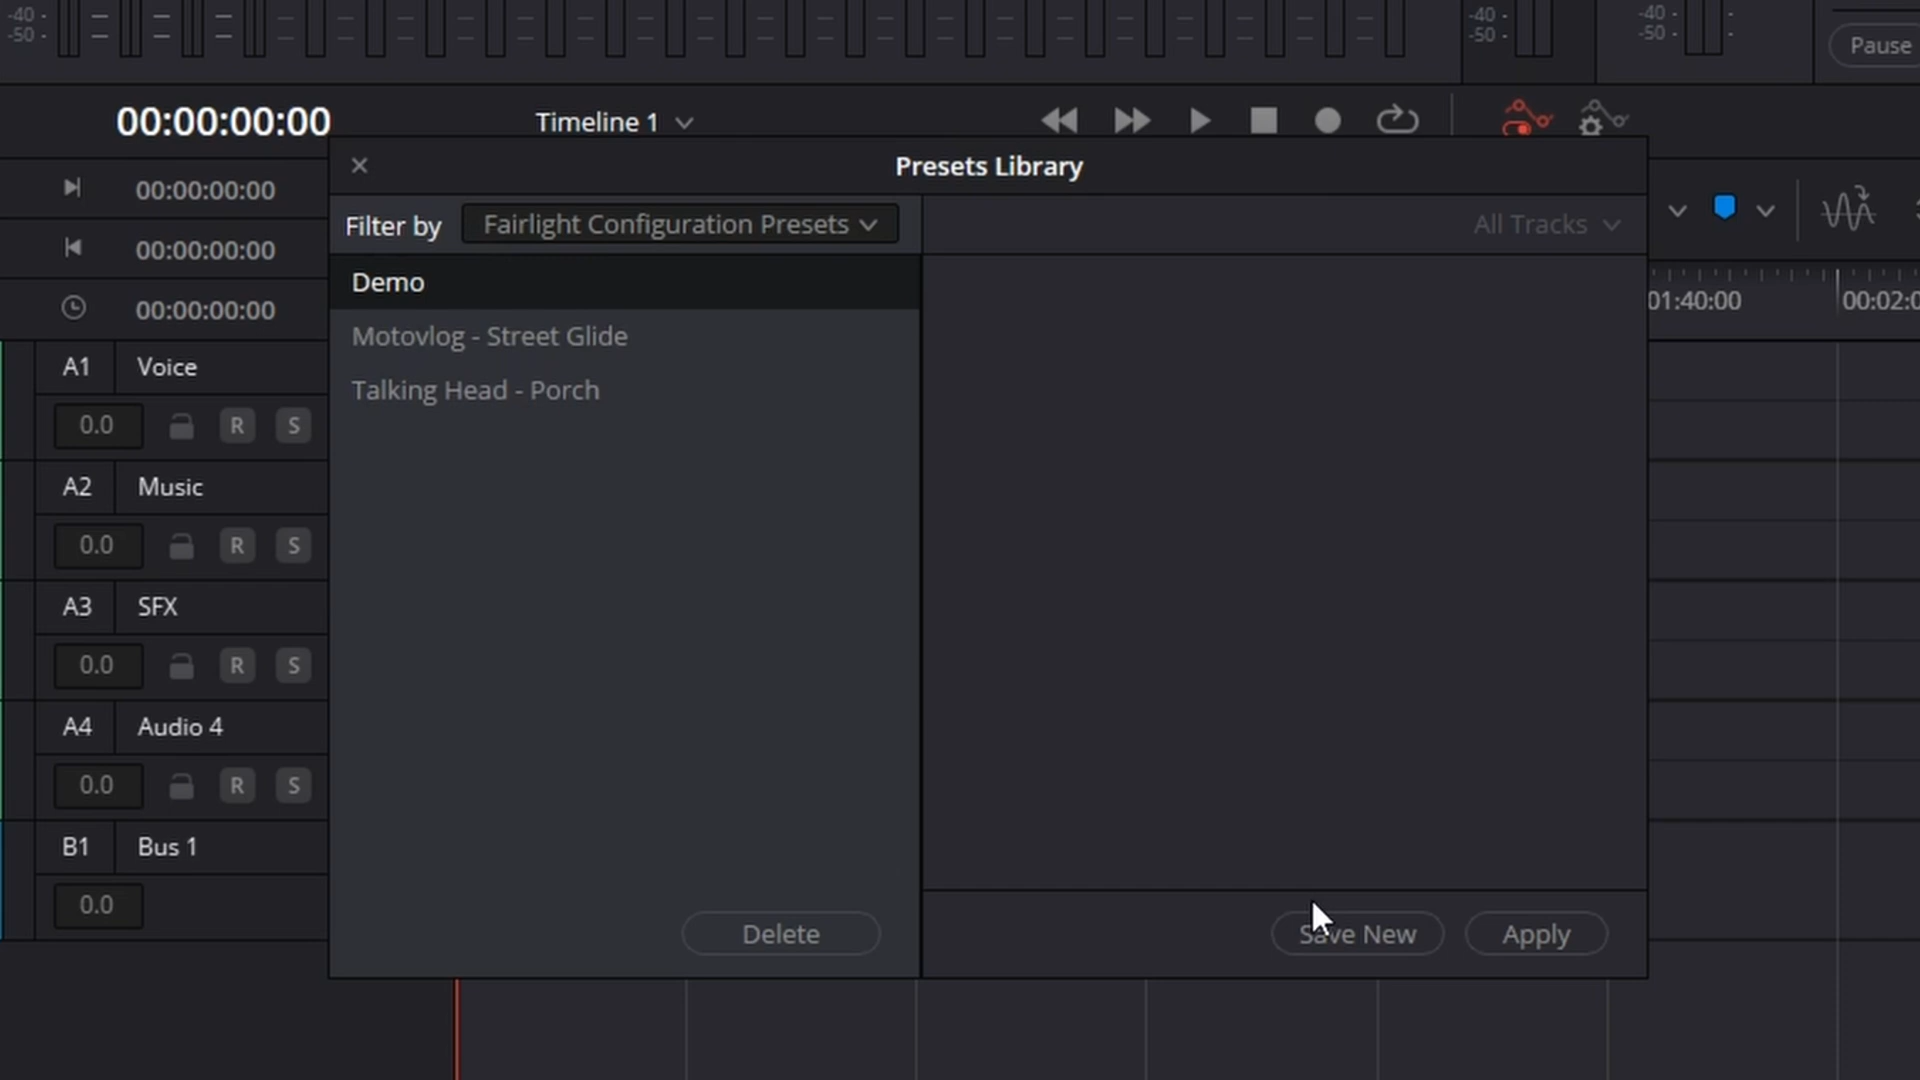 -40 -
-50 -
-40 -
-50 -
-40 -
-50 -
Pause
00:00:00:00
Timeline 1
Presets Library
00:00:00:00
Filter by
Fairlight Configuration Presets
All Tracks
00:00:00:00
Demo
01:40:00
00:02:0
00:00:00:00
Motovlog - Street Glide
A1
Voice
Talking Head - Porch
0.0
R
S
A2
Music
0.0
R
S
A3
SFX
0.0
R
S
A4
Audio 4
0.0
R
S
B1
Bus 1
0.0
Delete
Save New
Apply